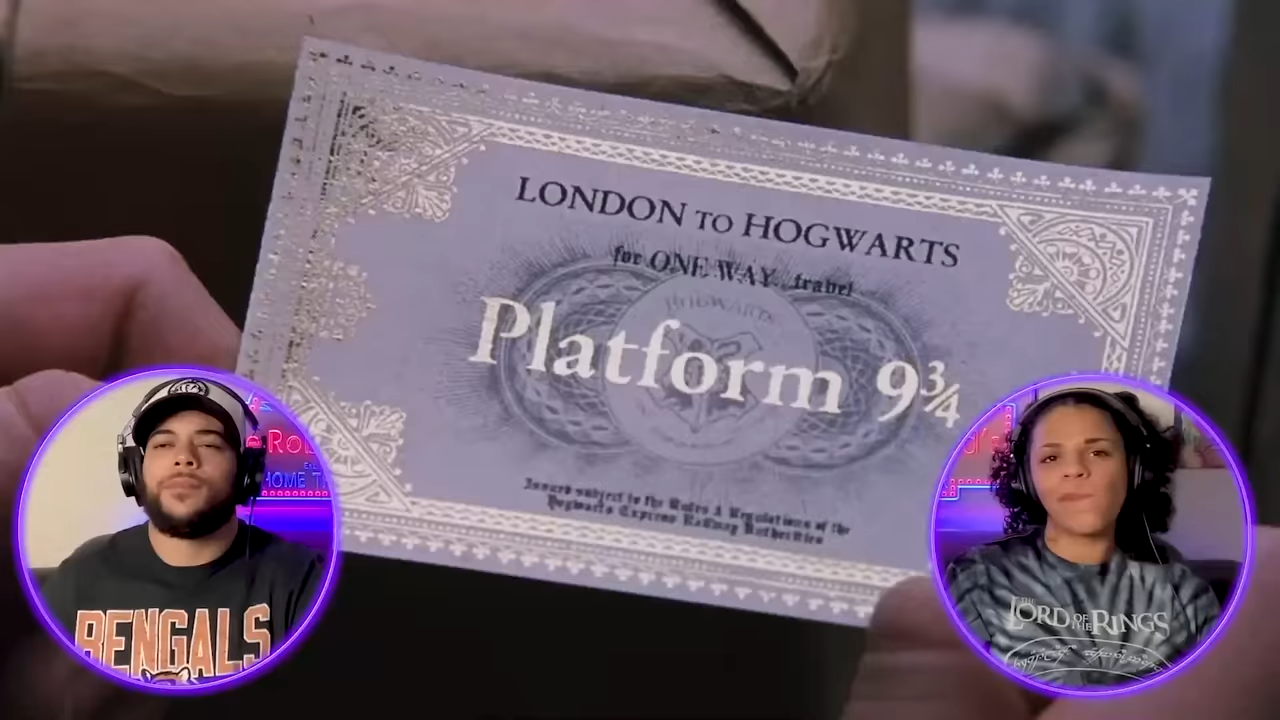 LONDON TO HOGWARTS
for ONE WAY travel
HOGWARTS
Platform 9¾
Issued subject to the Rules & Regulations of the
Hogwarts Express Railway Authorities
HOME
BENGALS
THE
LORD OF THE RINGS